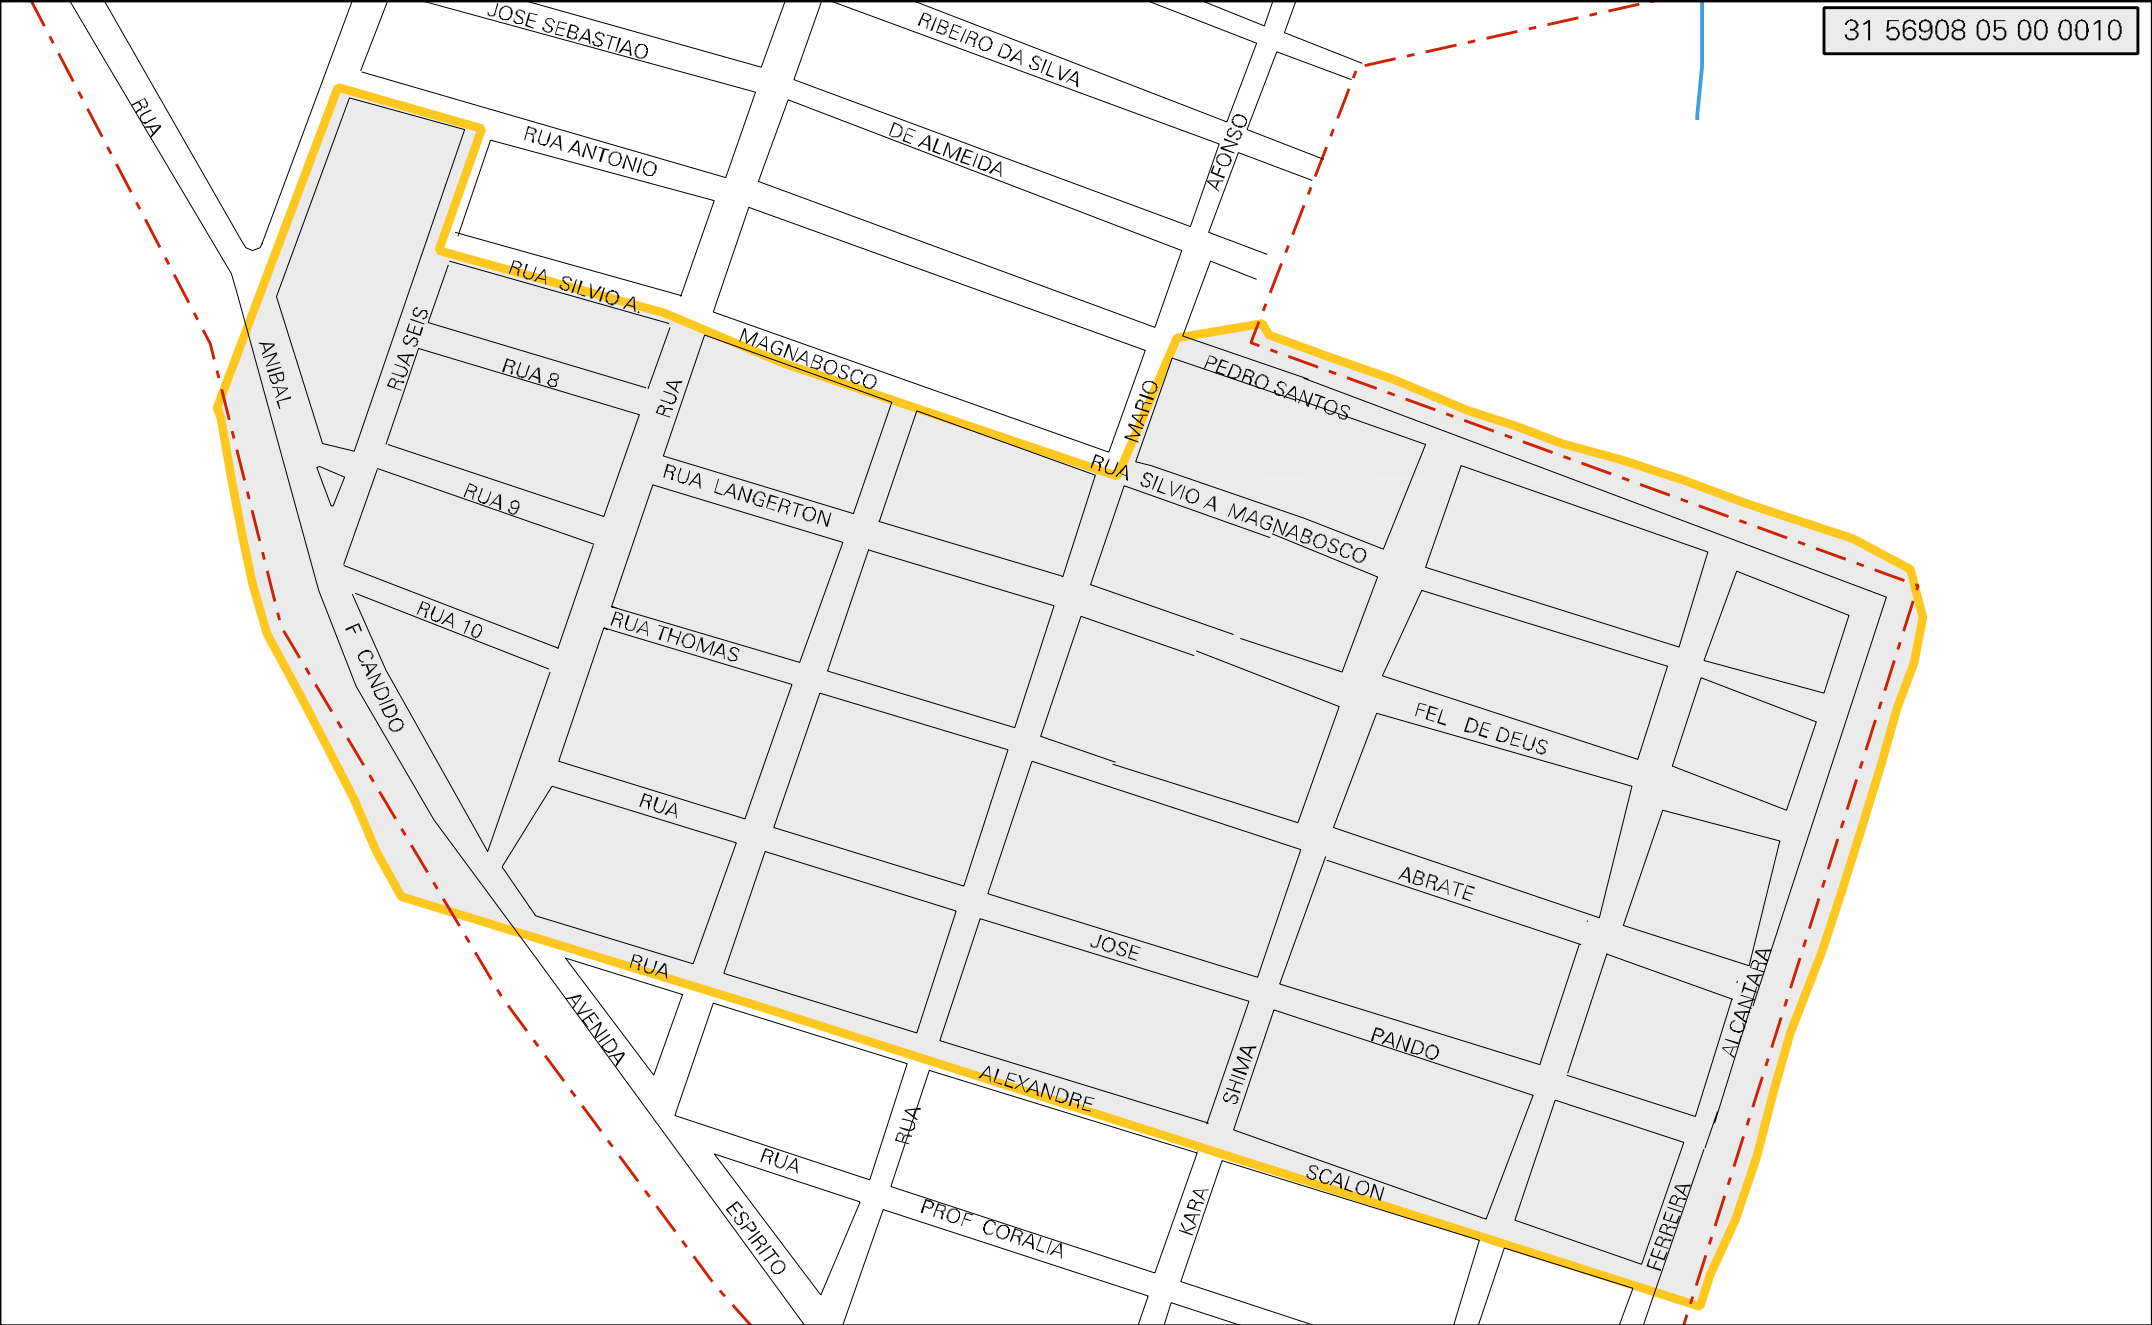 31 56908 05 00 0010
JOSE SEBASTIAO
RIBEIRO DA SILVA
RUA
RUA ANTONIO
DE ALMEIDA
AFONSO
RUA SILVIO A.
MAGNABOSCO
ANIBAL
RUA SEIS
RUA 8
RUA
MARIO
PEDRO SANTOS
RUA SILVIO A MAGNABOSCO
RUA LANGERTON
RUA 9
RUA 10
RUA THOMAS
F CANDIDO
FEL DE DEUS
RUA
ABRATE
JOSE
RUA
PANDO
ALCANTARA
AVENIDA
ALEXANDRE
SHIMA
RUA
RUA
SCALON
KARA
FERREIRA
PROF CORALIA
ESPIRITO